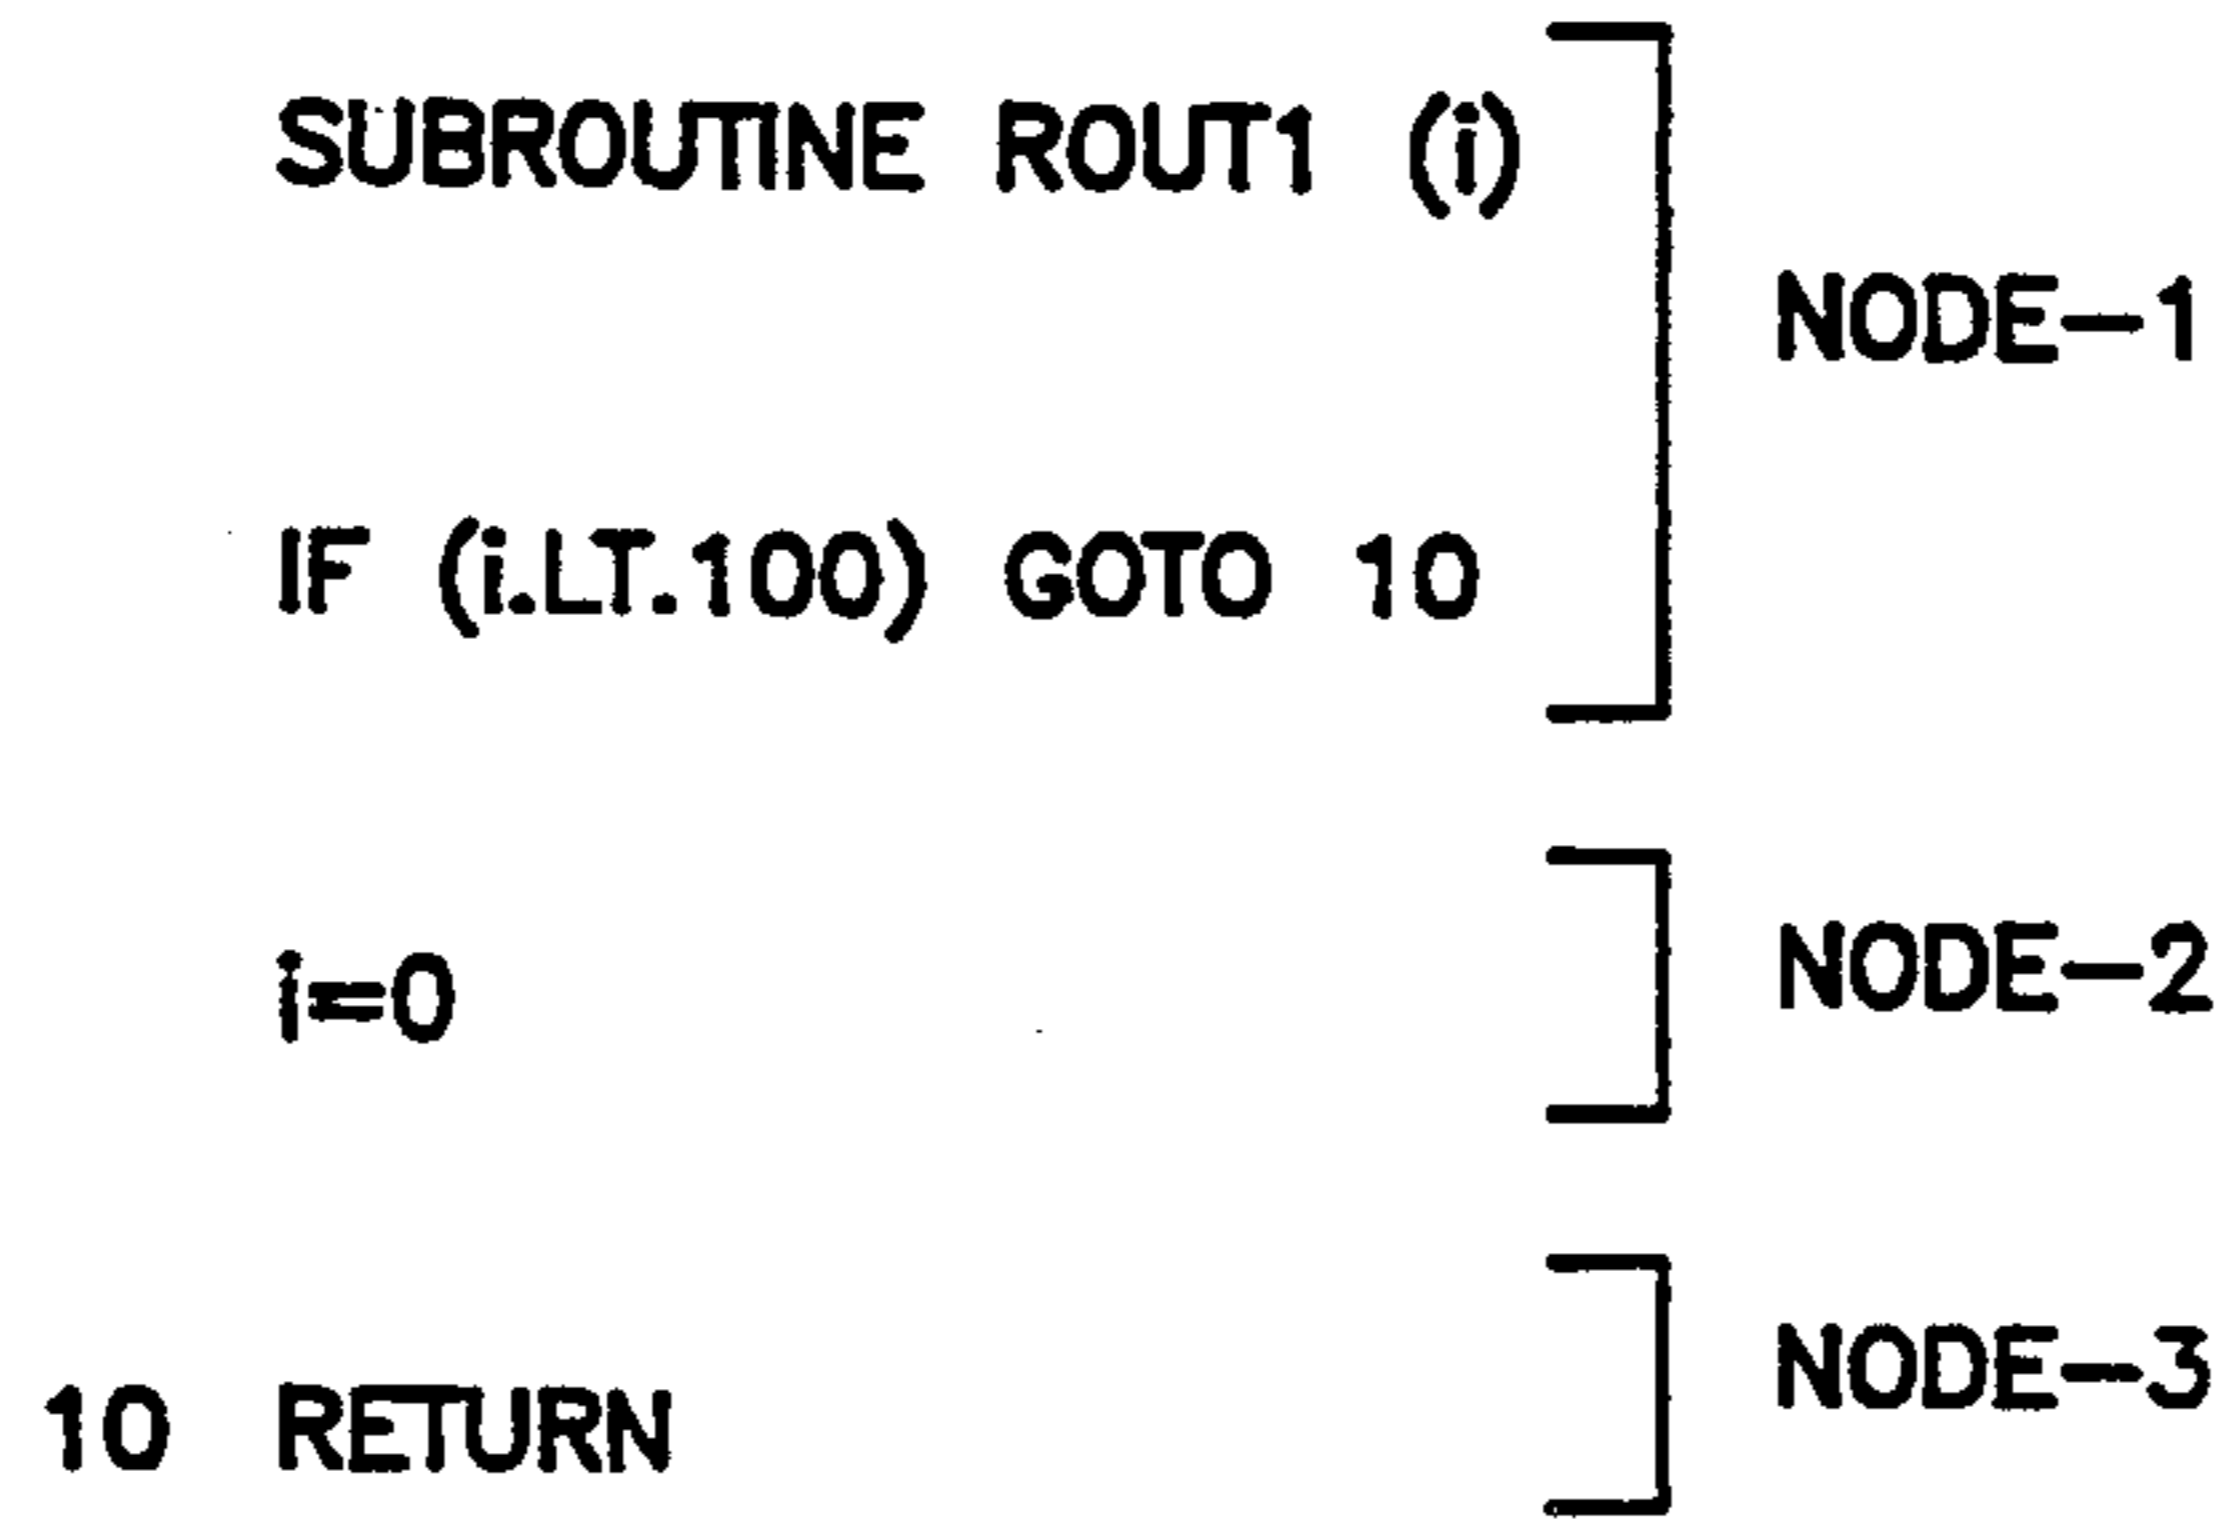 SUBROUTINE ROUT1 (i)
NODE-1
IF (i.LT.100) GOTO 10
i=0
NODE-2
10 RETURN
NODE-3